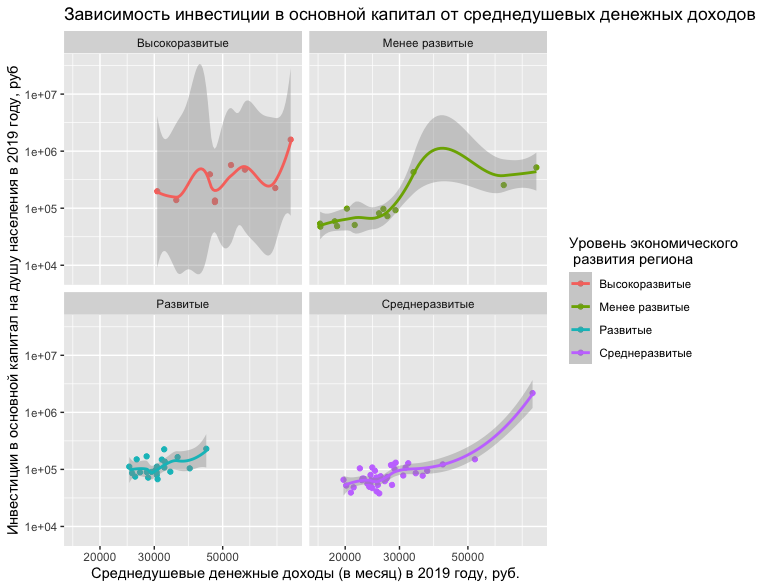 Зависимость инвестиции в основной капитал от среднедушевых денежных доходов
Высокоразвитые
Менее развитые
1e+07
1e+06
1e+05
1e+04
Развитые
Среднеразвитые
1e+07
1e+06
1e+05
1e+04
20000
30000
50000
20000
30000
50000
Среднедушевые денежные доходы (в месяц) в 2019 году, руб.
Инвестиции в основной капитал на душу населения в 2019 году, руб
Уровень экономического
развития региона
Высокоразвитые
Менее развитые
Развитые
Среднеразвитые